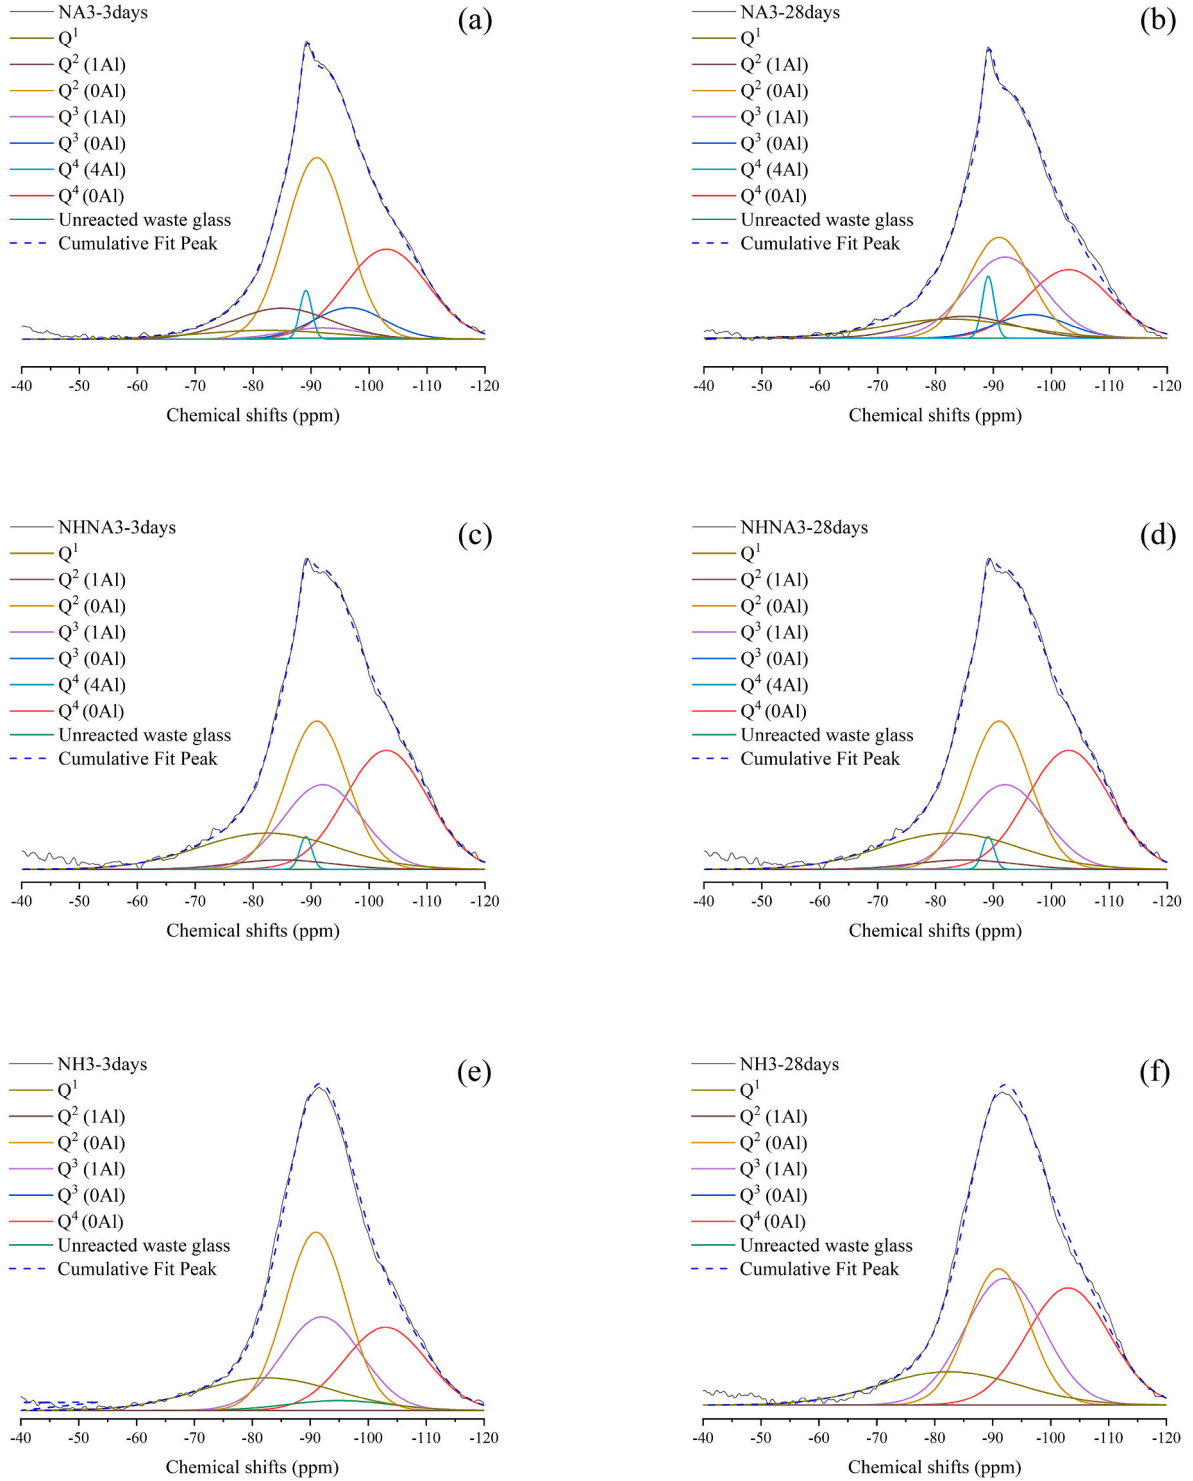 NA3-3days
(a)
Q¹
Q² (1Al)
Q² (0Al)
Q³ (1Al)
Q³ (0Al)
Q⁴ (4Al)
Q⁴ (0Al)
Unreacted waste glass
Cumulative Fit Peak
-40 -50 -60 -70 -80 -90 -100 -110 -120
Chemical shifts (ppm)
NA3-28days
(b)
Q¹
Q² (1Al)
Q² (0Al)
Q³ (1Al)
Q³ (0Al)
Q⁴ (4Al)
Q⁴ (0Al)
Unreacted waste glass
Cumulative Fit Peak
-40 -50 -60 -70 -80 -90 -100 -110 -120
Chemical shifts (ppm)
NHNA3-3days
(c)
Q¹
Q² (1Al)
Q² (0Al)
Q³ (1Al)
Q³ (0Al)
Q⁴ (4Al)
Q⁴ (0Al)
Unreacted waste glass
Cumulative Fit Peak
-40 -50 -60 -70 -80 -90 -100 -110 -120
Chemical shifts (ppm)
NHNA3-28days
(d)
Q¹
Q² (1Al)
Q² (0Al)
Q³ (1Al)
Q³ (0Al)
Q⁴ (4Al)
Q⁴ (0Al)
Unreacted waste glass
Cumulative Fit Peak
-40 -50 -60 -70 -80 -90 -100 -110 -120
Chemical shifts (ppm)
NH3-3days
(e)
Q¹
Q² (1Al)
Q² (0Al)
Q³ (1Al)
Q³ (0Al)
Q⁴ (0Al)
Unreacted waste glass
Cumulative Fit Peak
-40 -50 -60 -70 -80 -90 -100 -110 -120
Chemical shifts (ppm)
NH3-28days
(f)
Q¹
Q² (1Al)
Q² (0Al)
Q³ (1Al)
Q³ (0Al)
Q⁴ (0Al)
Unreacted waste glass
Cumulative Fit Peak
-40 -50 -60 -70 -80 -90 -100 -110 -120
Chemical shifts (ppm)